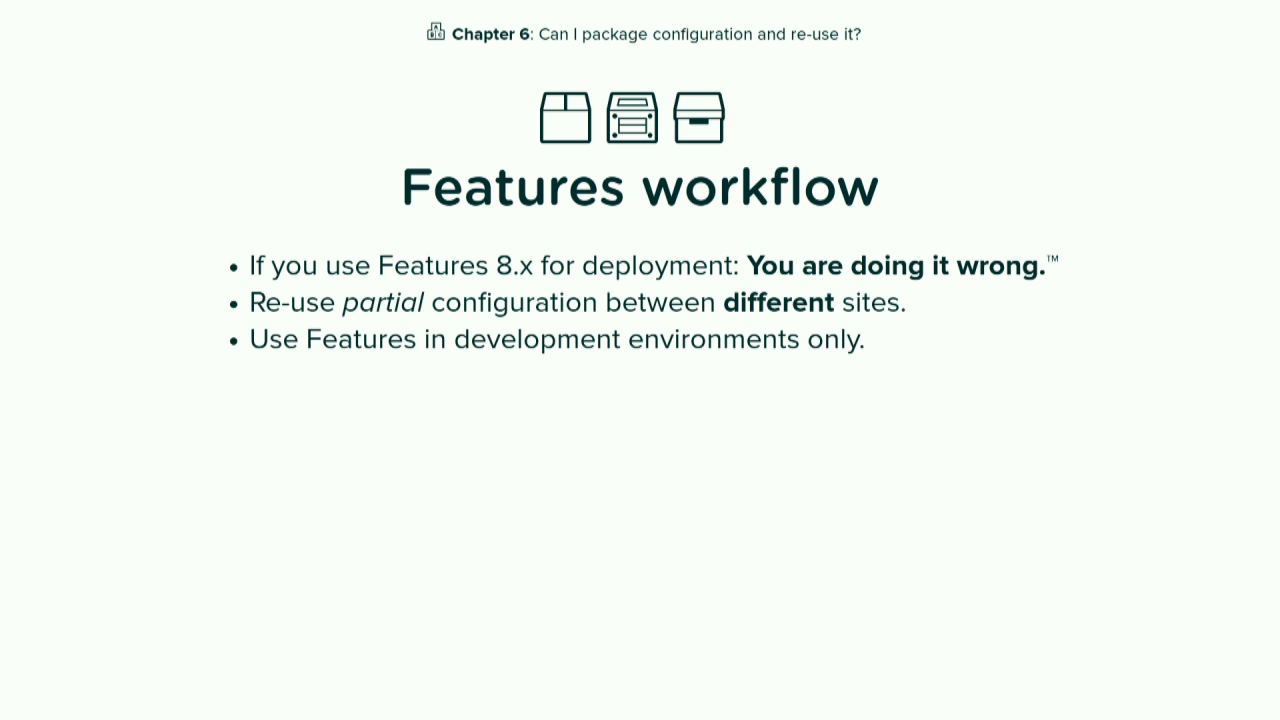 Chapter 6: Can I package configuration and re-use it?
Features workflow
• If you use Features 8.x for deployment: You are doing it wrong.™
• Re-use partial configuration between different sites.
• Use Features in development environments only.